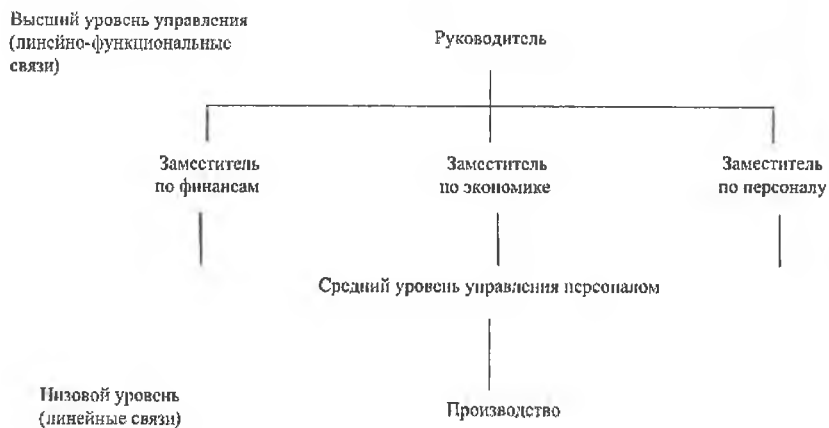 Высший уровень управления
(линейно-функциональные
связи)
Руководитель
Заместитель
по финансам
Заместитель
по экономике
Заместитель
по персоналу
Средний уровень управления персоналом
Низовой уровень
(линейные связи)
Производство